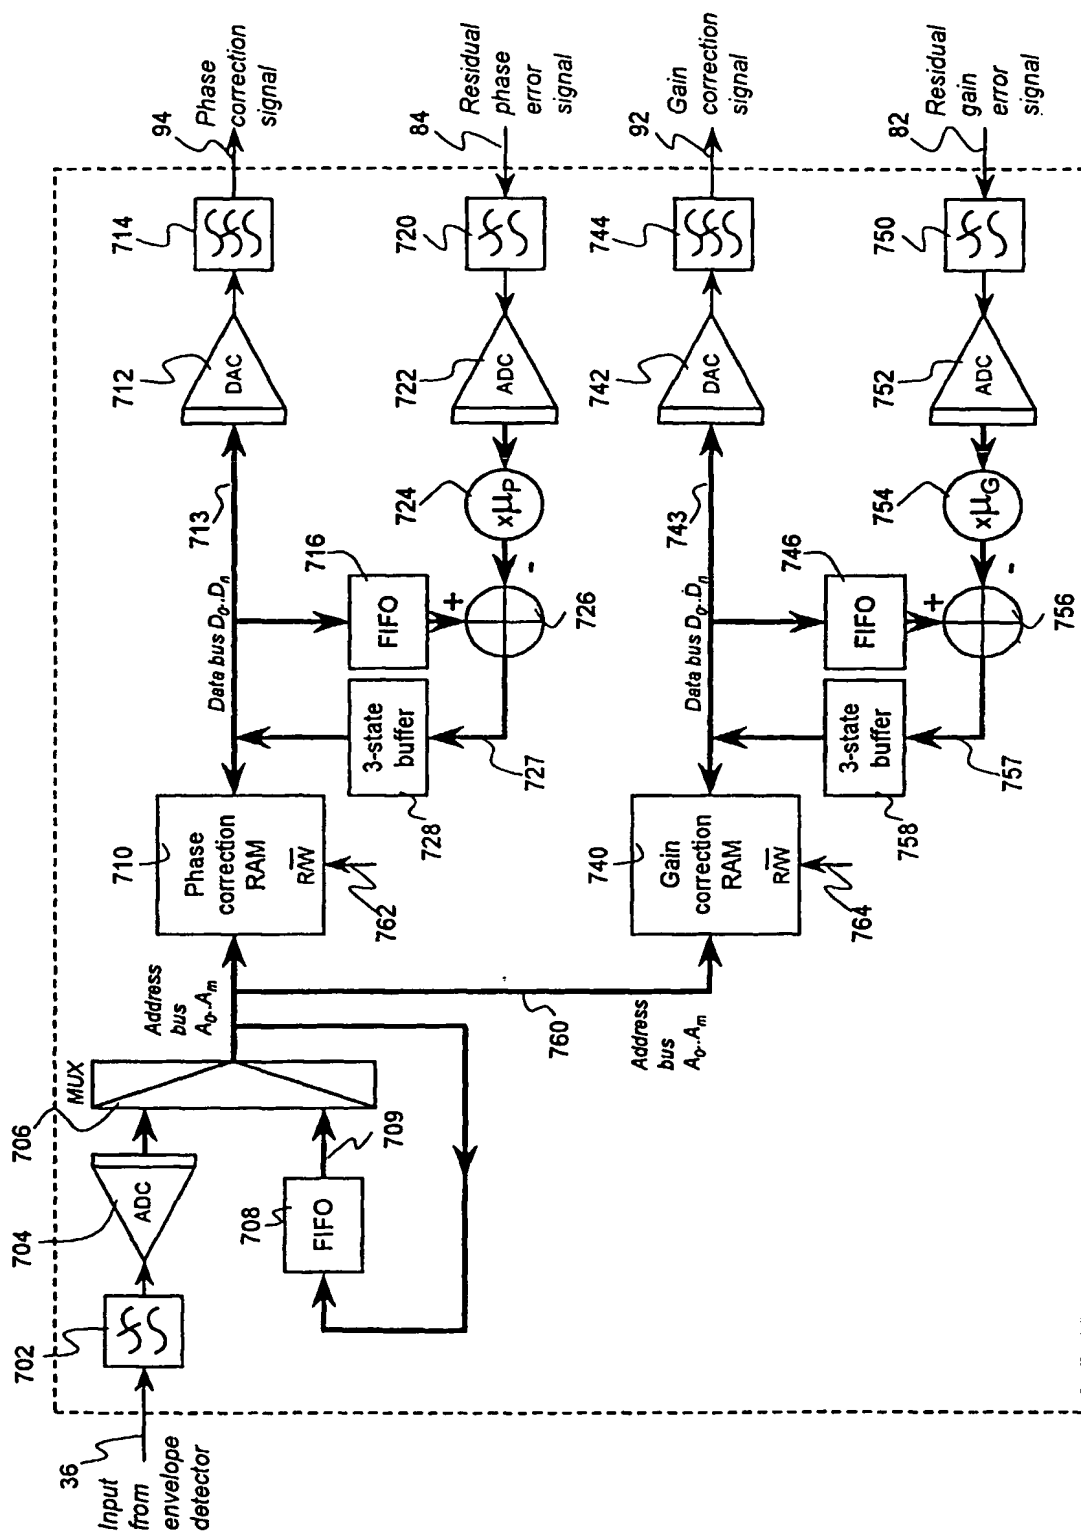 36
Input
from
envelope
detector
702
704
ADC
706
MUX
708
FIFO
709
Address
bus
A₀..Aₘ
760
Address
bus
A₀..Aₘ
710
Phase
correction
RAM
R/W̅
762
Data bus D₀..Dₙ
713
712
DAC
714
94
Phase
correction
signal
716
FIFO
+
-
726
3-state
buffer
727
728
724
xμP
722
ADC
720
84
Residual
phase
error
signal
740
Gain
correction
RAM
R/W̅
764
Data bus D₀..Dₙ
743
742
DAC
744
92
Gain
correction
signal
746
FIFO
+
-
756
3-state
buffer
757
758
754
xμG
752
ADC
750
82
Residual
gain
error
signal